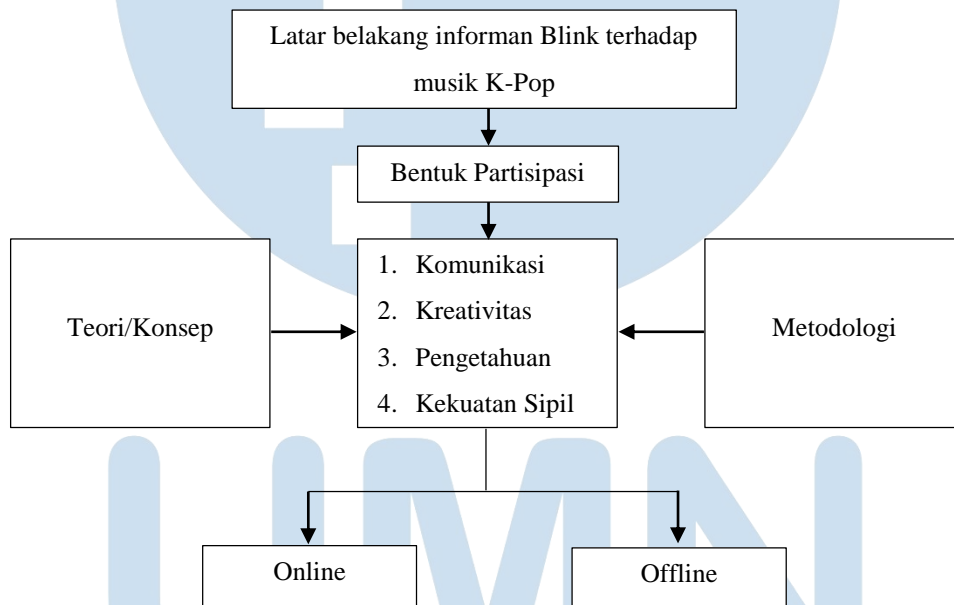 Latar belakang informan Blink terhadap
musik K-Pop
Bentuk Partisipasi
Teori/Konsep
1. Komunikasi
2. Kreativitas
3. Pengetahuan
4. Kekuatan Sipil
Metodologi
Online
Offline
UMN